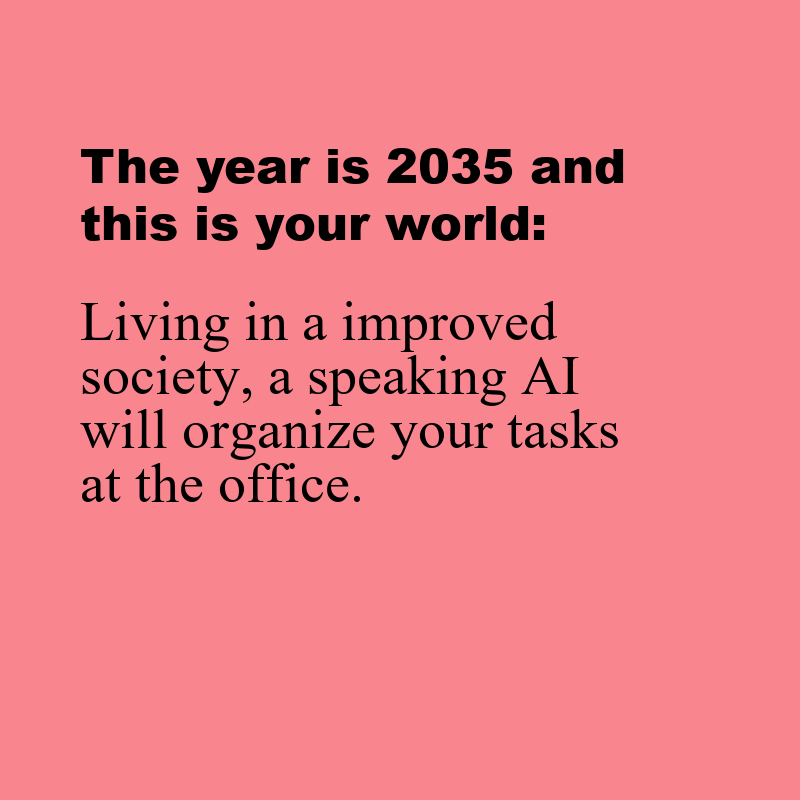 The year is 2035 and
this is your world:
Living in a improved
society, a speaking AI
will organize your tasks
at the office.